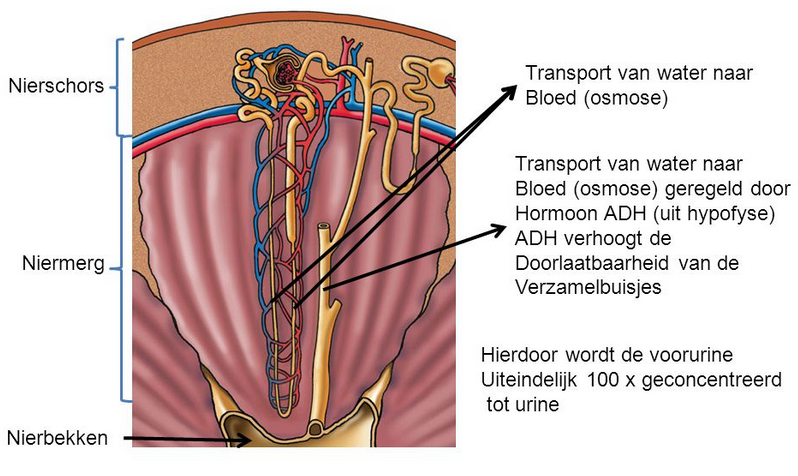 Nierschors
Niermerg
Nierbekken
Transport van water naar
Bloed (osmose)
Transport van water naar
Bloed (osmose) geregeld door
Hormoon ADH (uit hypofyse)
ADH verhoogt de
Doorlaatbaarheid van de
Verzamelbuisjes
Hierdoor wordt de voorurine
Uiteindelijk 100 x geconcentreerd
tot urine